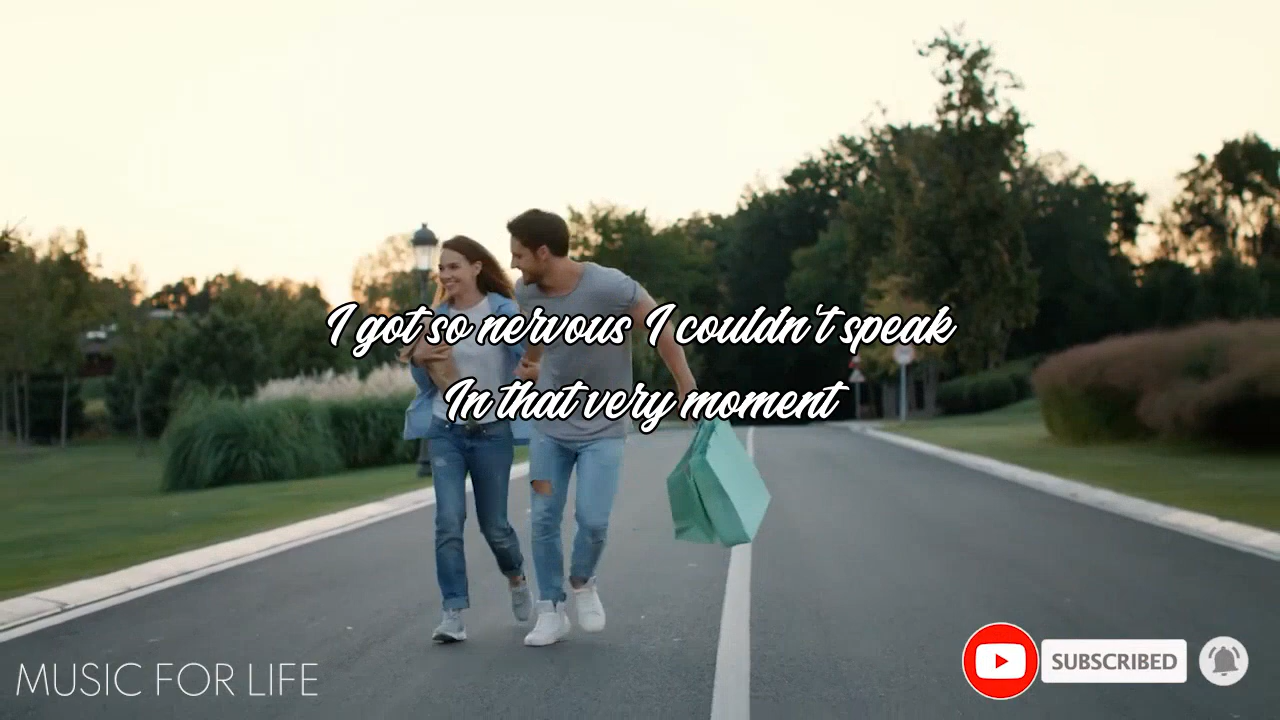 I got so nervous I couldn't speak
In that very moment
MUSIC FOR LIFE
SUBSCRIBED